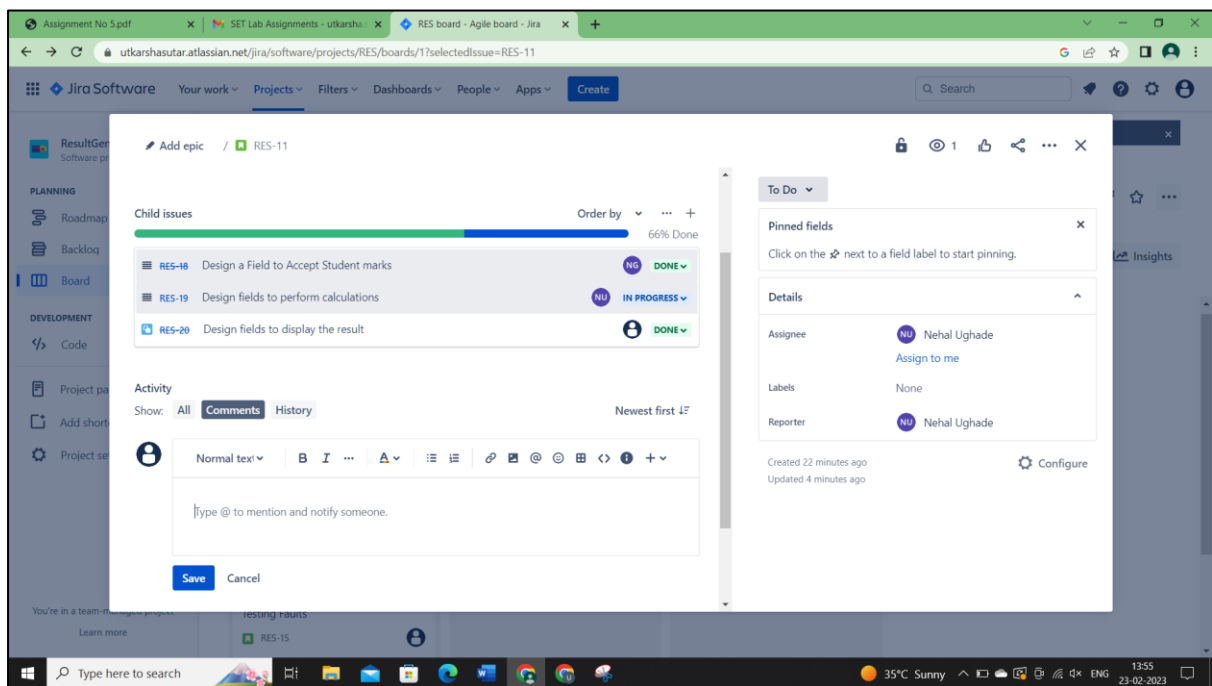 Assignment No 5.pdf
SET Lab Assignments - utkarsha.s
RES board - Agile board - Jira
utkarshasutar.atlassian.net/jira/software/projects/RES/boards/1?selectedIssue=RES-11
Jira Software Your work Projects Filters Dashboards People Apps Create Search
ResultGen
Software pr
PLANNING
Roadmap
Backlog
Board
DEVELOPMENT
Code
Project pa
Add short
Project set
You're in a team-managed project
Learn more
Add epic / RES-11
1
Child issues Order by
66% Done
RES-18 Design a Field to Accept Student marks NG DONE
RES-19 Design fields to perform calculations NU IN PROGRESS
RES-20 Design fields to display the result DONE
Activity
Show: All Comments History Newest first
Normal text B I ... A
Type @ to mention and notify someone.
Save Cancel
To Do
Pinned fields
Click on the next to a field label to start pinning.
Details
Assignee NU Nehal Ughade
Assign to me
Labels None
Reporter NU Nehal Ughade
Created 22 minutes ago Configure
Updated 4 minutes ago
Insights
Testing Faults
RES-15
Type here to search
35°C Sunny ENG
13:55
23-02-2023